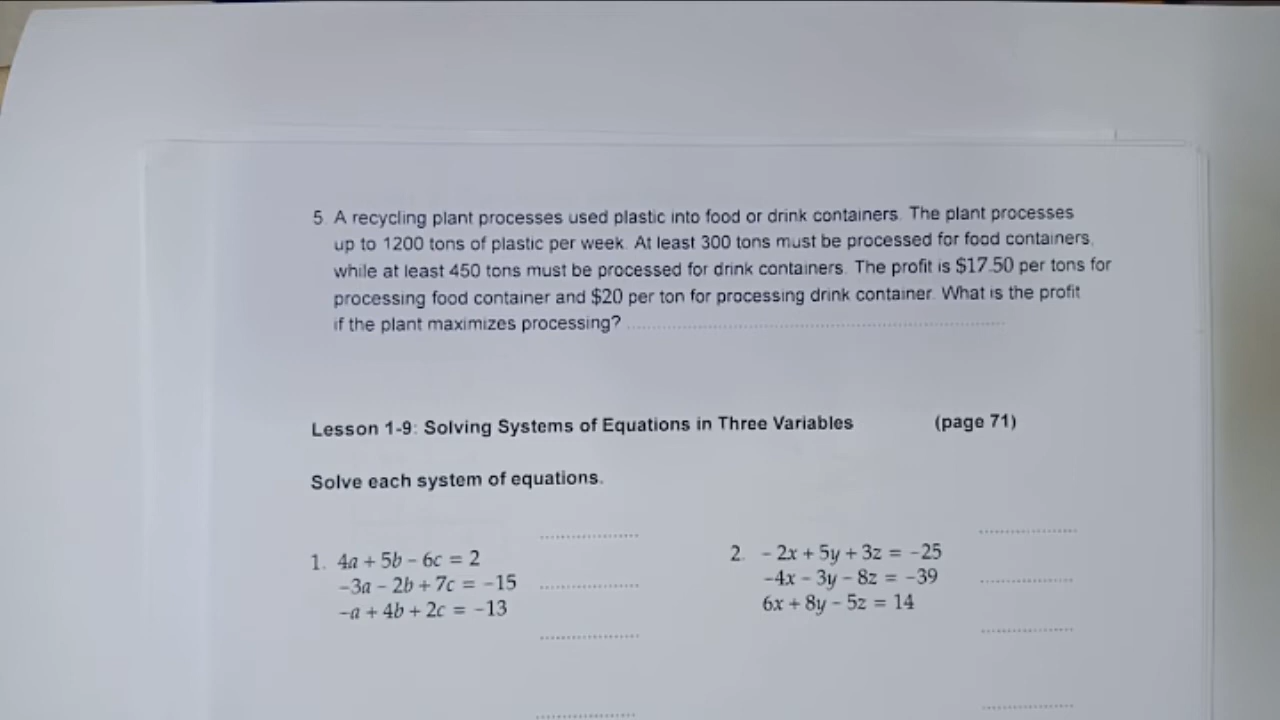 5. A recycling plant processes used plastic into food or drink containers. The plant processes
up to 1200 tons of plastic per week. At least 300 tons must be processed for food containers,
while at least 450 tons must be processed for drink containers. The profit is $17.50 per tons for
processing food container and $20 per ton for processing drink container. What is the profit
if the plant maximizes processing? ................................................
Lesson 1-9: Solving Systems of Equations in Three Variables (page 71)
Solve each system of equations.
1. 4a + 5b – 6c = 2
–3a – 2b + 7c = –15
–a + 4b + 2c = –13
2. – 2x + 5y + 3z = –25
–4x – 3y – 8z = –39
6x + 8y – 5z = 14